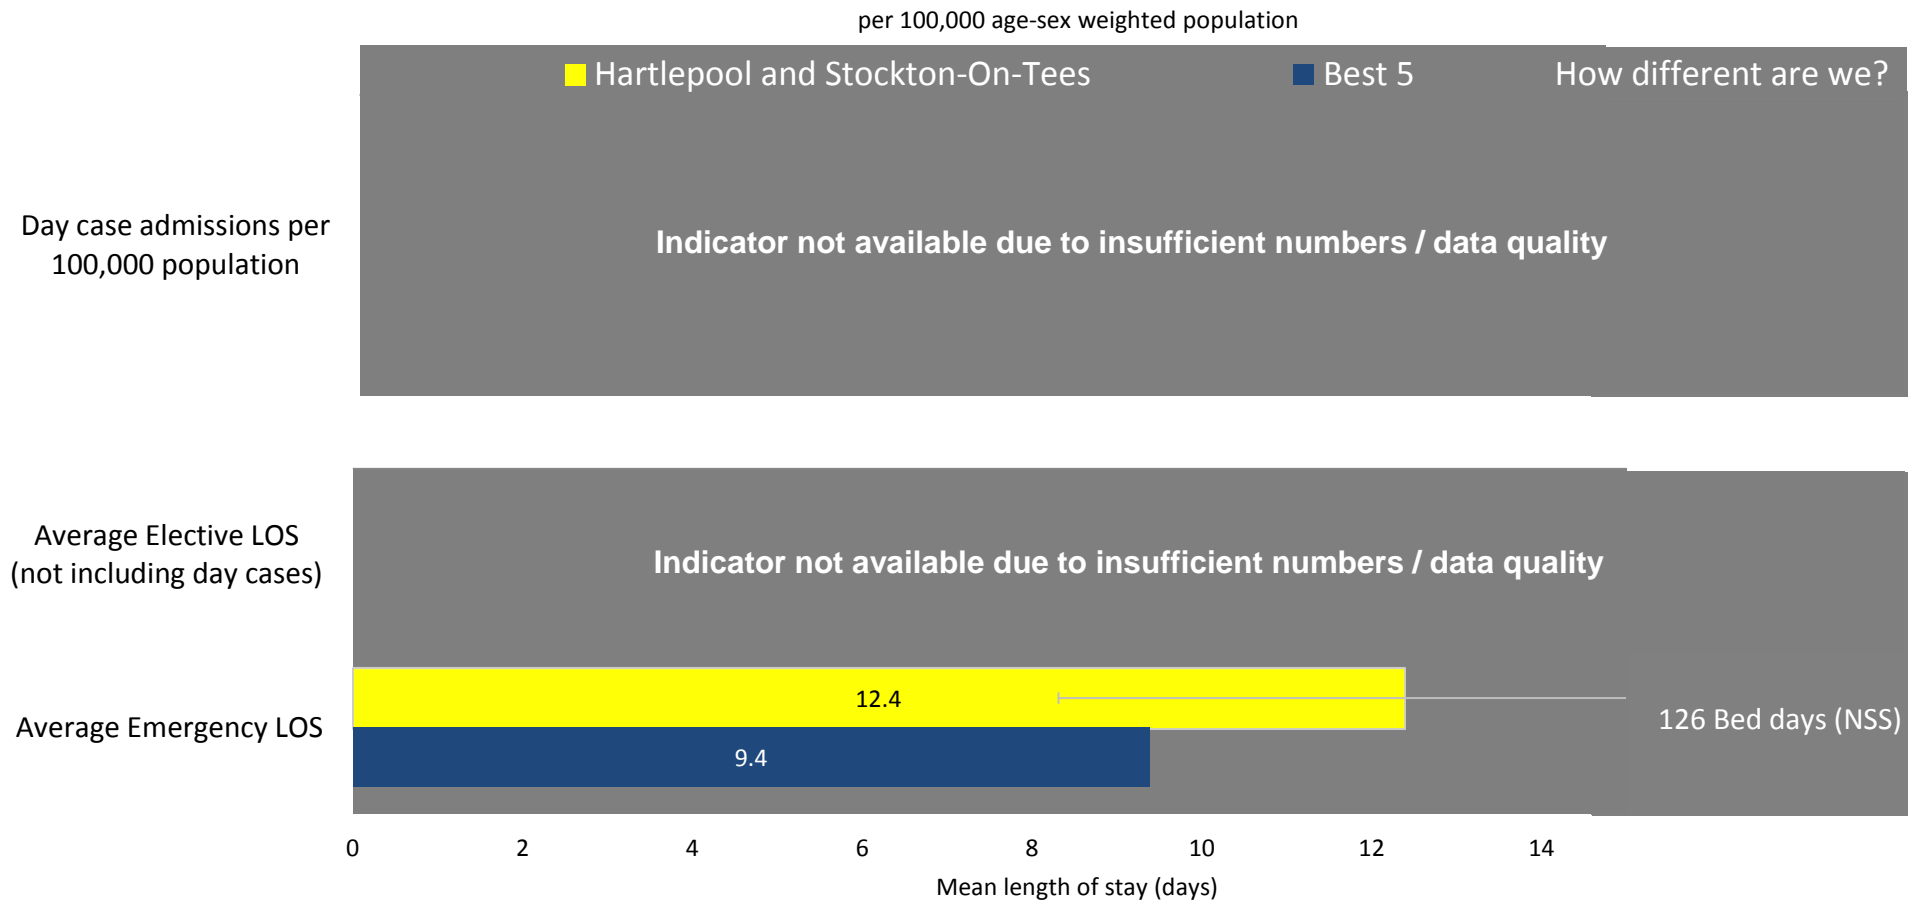 per 100,000 age-sex weighted population
Hartlepool and Stockton-On-Tees Best 5 How different are we?
Day case admissions per
100,000 population
Indicator not available due to insufficient numbers / data quality
Average Elective LOS
(not including day cases)
Indicator not available due to insufficient numbers / data quality
Average Emergency LOS
12.4
9.4
126 Bed days (NSS)
0 2 4 6 8 10 12 14
Mean length of stay (days)